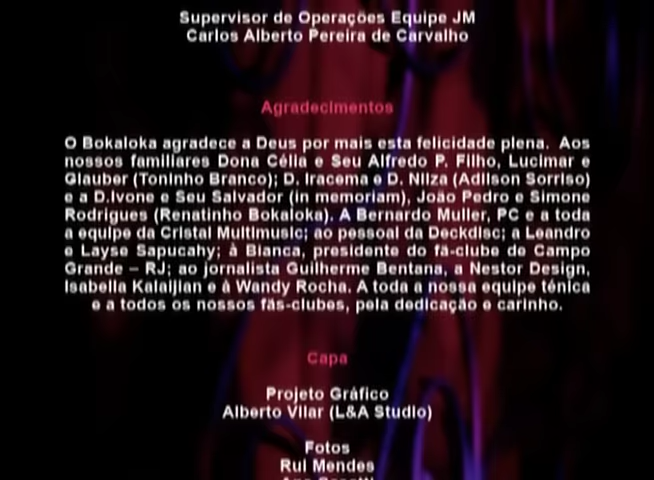 Supervisor de Operações Equipe JM
Carlos Alberto Pereira de Carvalho
Agradecimentos
O Bokaloka agradece a Deus por mais esta felicidade plena. Aos
nossos familiares Dona Célia e Seu Alfredo P. Filho, Lucimar e
Glauber (Toninho Branco); D. Iracema e D. Nilza (Adilson Sorriso)
e a D.Ivone e Seu Salvador (in memoriam), João Pedro e Simone
Rodrigues (Renatinho Bokaloka). A Bernardo Muller, PC e a toda
a equipe da Cristal Multimusic; ao pessoal da Deckdisc; a Leandro
e Layse Sapucahy; à Bianca, presidente do fã-clube de Campo
Grande – RJ; ao jornalista Guilherme Bentana, a Nestor Design,
Isabella Kalaijian e à Wandy Rocha. A toda a nossa equipe ténica
e a todos os nossos fãs-clubes, pela dedicação e carinho.
Capa
Projeto Gráfico
Alberto Vilar (L&A Studio)
Fotos
Rui Mendes